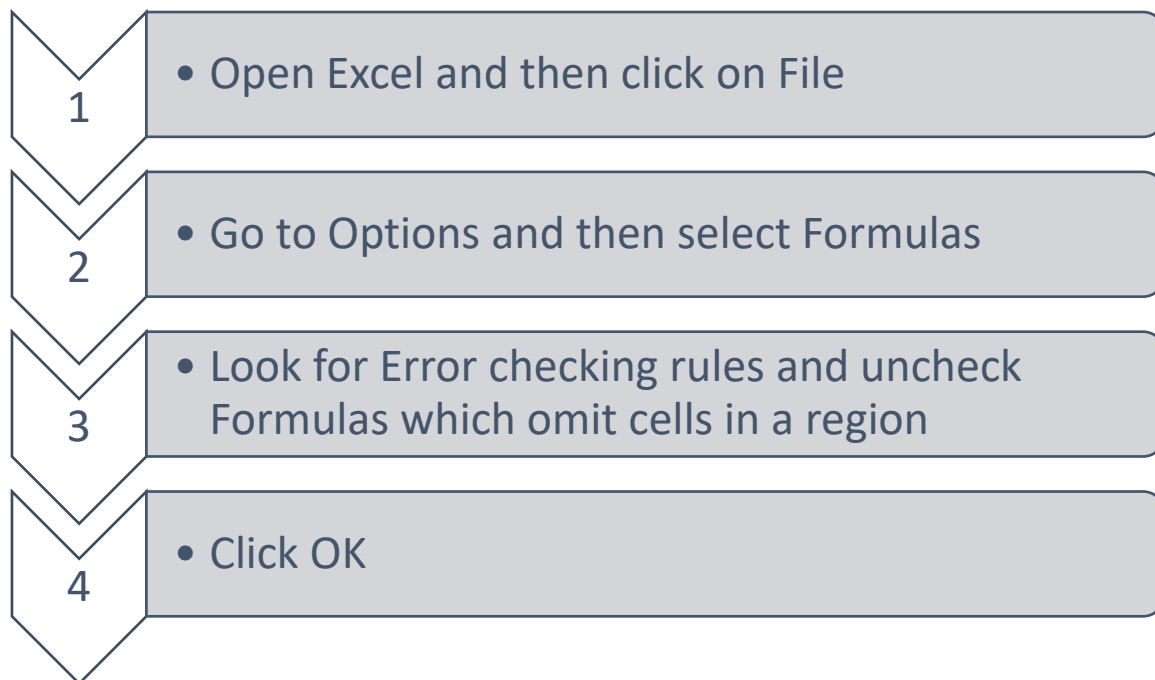 1
• Open Excel and then click on File
2
• Go to Options and then select Formulas
3
• Look for Error checking rules and uncheck
Formulas which omit cells in a region
4
• Click OK